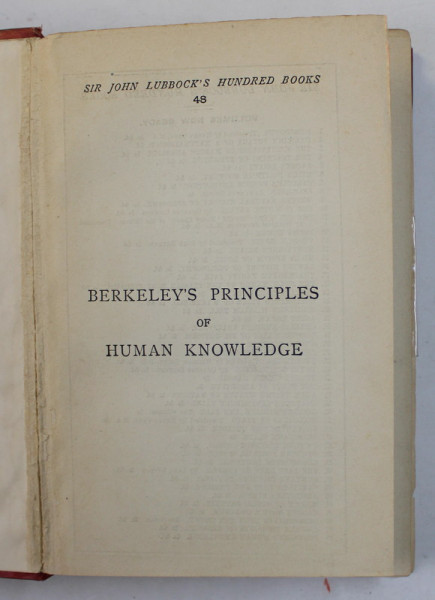 SIR JOHN LUBBOCK'S HUNDRED BOOKS
48
BERKELEY'S PRINCIPLES
OF
HUMAN KNOWLEDGE